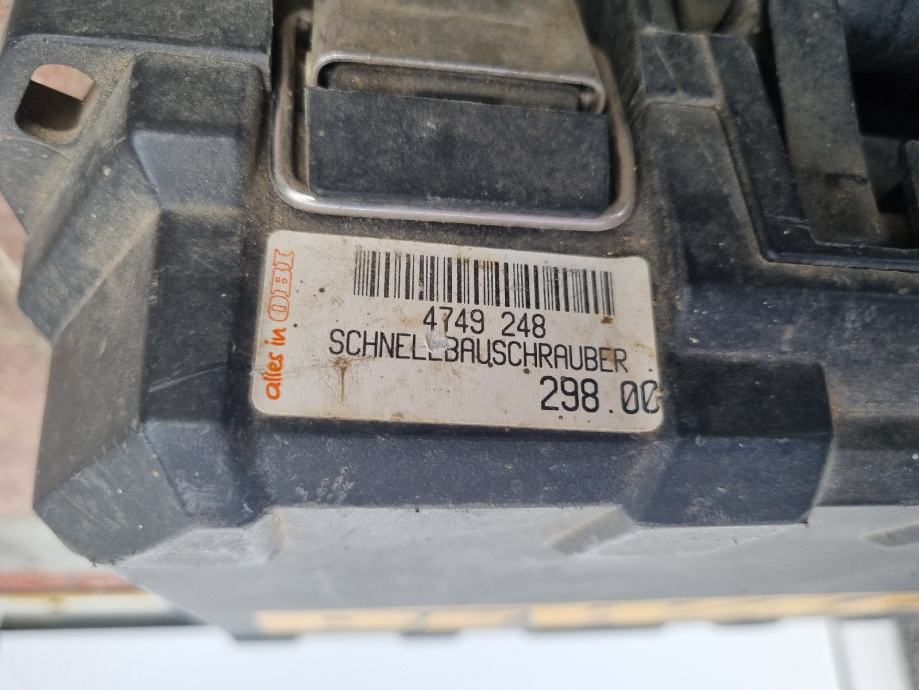 alles in OBI
4749 248
SCHNELLBAUSCHRAUBER
298.00